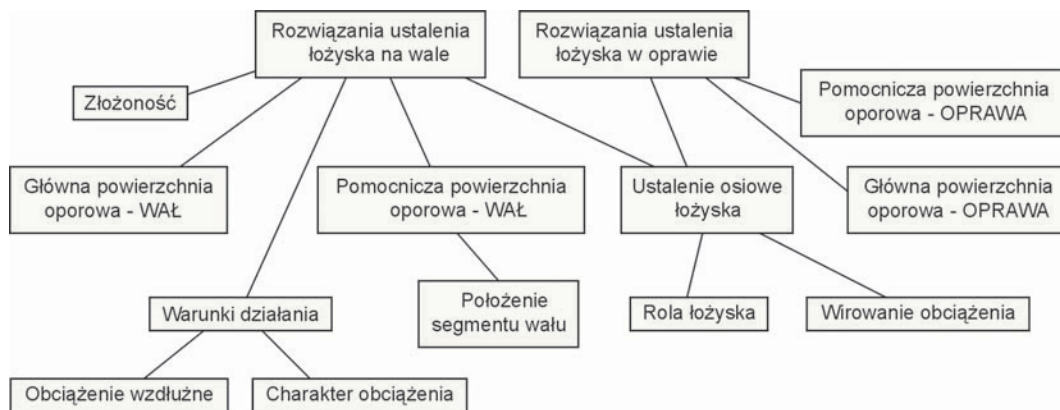 Rozwiązania ustalenia
łożyska na wale
Rozwiązania ustalenia
łożyska w oprawie
Złożoność
Pomocnicza powierzchnia
oporowa - OPRAWA
Główna powierzchnia
oporowa - WAŁ
Pomocnicza powierzchnia
oporowa - WAŁ
Ustalenie osiowe
łożyska
Główna powierzchnia
oporowa - OPRAWA
Warunki działania
Położenie
segmentu wału
Rola łożyska
Wirowanie obciążenia
Obciążenie wzdłużne
Charakter obciążenia